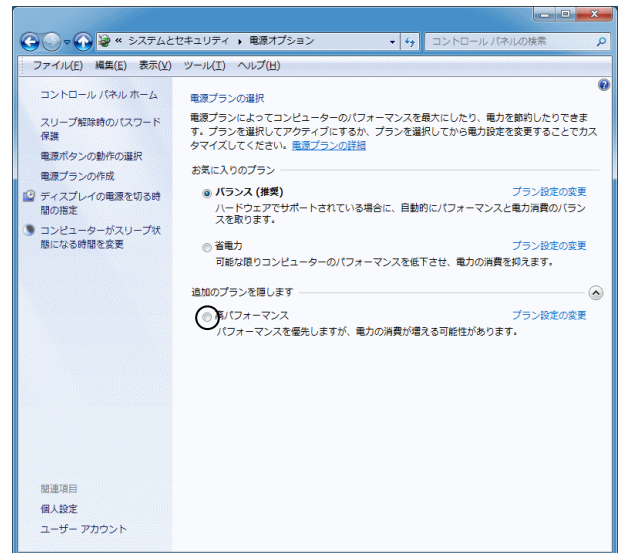 « システムとセキュリティ ▸ 電源オプション
コントロール パネルの検索
ファイル(F) 編集(E) 表示(V) ツール(T) ヘルプ(H)
コントロール パネル ホーム
スリープ解除時のパスワード
保護
電源ボタンの動作の選択
電源プランの作成
ディスプレイの電源を切る時
間の指定
コンピューターがスリープ状
態になる時間を変更
関連項目
個人設定
ユーザー アカウント
電源プランの選択
電源プランによってコンピューターのパフォーマンスを最大にしたり、電力を節約したりできま
す。プランを選択してアクティブにするか、プランを選択してから電力設定を変更することでカス
タマイズしてください。電源プランの詳細
お気に入りのプラン
バランス (推奨) プラン設定の変更
ハードウェアでサポートされている場合に、自動的にパフォーマンスと電力消費のバラン
スを取ります。
省電力 プラン設定の変更
可能な限りコンピューターのパフォーマンスを低下させ、電力の消費を抑えます。
追加のプランを隠します
高パフォーマンス プラン設定の変更
パフォーマンスを優先しますが、電力の消費が増える可能性があります。